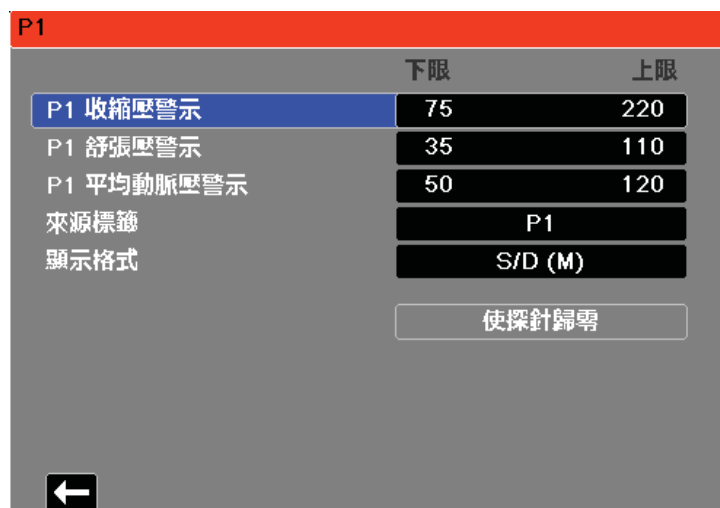 P1
下限 上限
P1 收縮壓警示 75 220
P1 舒張壓警示 35 110
P1 平均動脈壓警示 50 120
來源標籤 P1
顯示格式 S/D (M)
使探針歸零